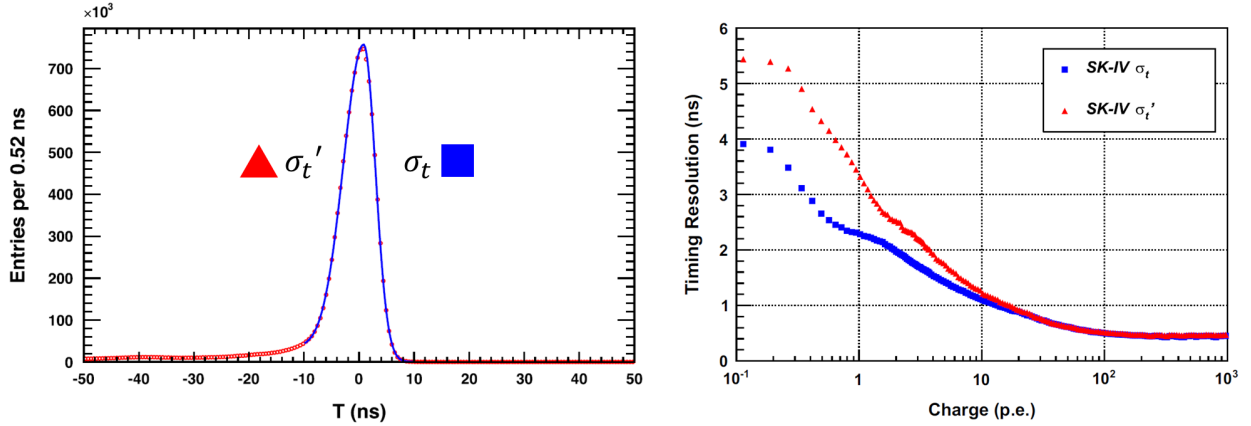 ×10³
Entries per 0.52 ns
700
600
500
400
300
200
100
0
σt′ σt
-50 -40 -30 -20 -10 0 10 20 30 40 50
T (ns)
Timing Resolution (ns)
6
5
4
3
2
1
0
SK-IV σt
SK-IV σt'
10⁻¹ 1 10 10² 10³
Charge (p.e.)